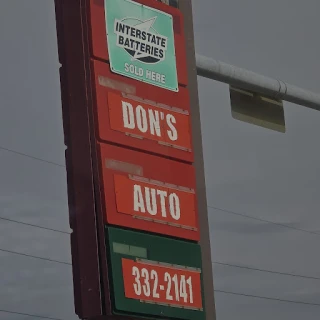 INTERSTATE
BATTERIES
SOLD HERE
DON'S
AUTO
332-2141